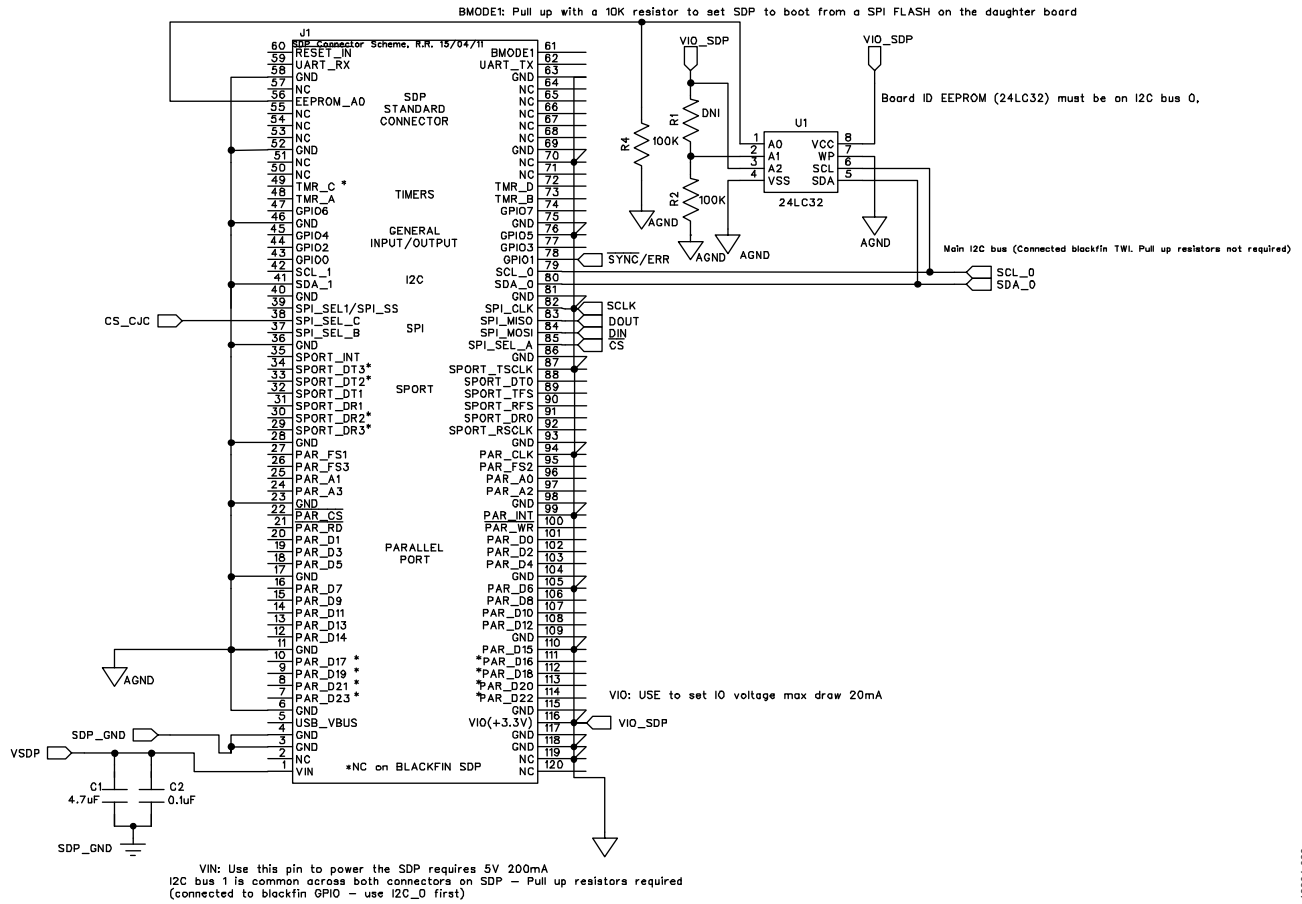 BMODE1: Pull up with a 10K resistor to set SDP to boot from a SPI FLASH on the daughter board
J1
SDP Connector Scheme, R.R. 15/04/11
60 RESET_IN
59 UART_RX
58 GND
57 NC
56 EEPROM_A0
55 NC
54 NC
53 NC
52 GND
51 NC
50 NC
49 TMR_C *
48 TMR_A
47 GPIO6
46 GND
45 GPIO4
44 GPIO2
43 GPIO0
42 SCL_1
41 SDA_1
40 GND
39 SPI_SEL1/SPI_SS
38 SPI_SEL_C
37 SPI_SEL_B
36 GND
35 SPORT_INT
34 SPORT_DT3*
33 SPORT_DT2*
32 SPORT_DT1
31 SPORT_DR1
30 SPORT_DR2*
29 SPORT_DR3*
28 GND
27 PAR_FS1
26 PAR_FS3
25 PAR_A1
24 PAR_A3
23 GND
22 PAR_CS
21 PAR_RD
20 PAR_D1
19 PAR_D3
18 PAR_D5
17 GND
16 PAR_D7
15 PAR_D9
14 PAR_D11
13 PAR_D13
12 PAR_D14
11 GND
10 PAR_D17 *
9 PAR_D19 *
8 PAR_D21 *
7 PAR_D23 *
6 GND
5 USB_VBUS
4 GND
3 GND
2 NC
1 VIN
SDP
STANDARD
CONNECTOR
TIMERS
GENERAL
INPUT/OUTPUT
I2C
SPI
SPORT
PARALLEL
PORT
*NC on BLACKFIN SDP
BMODE1 61
UART_TX 62
GND 63
NC 64
NC 65
NC 66
NC 67
NC 68
GND 69
NC 70
NC 71
TMR_D 72
TMR_B 73
GPIO7 74
GND 75
GPIO5 76
GPIO3 77
GPIO1 78
SCL_0 79
SDA_0 80
GND 81
SPI_CLK 82
SPI_MISO 83
SPI_MOSI 84
SPI_SEL_A 85
GND 86
SPORT_TSCLK 87
SPORT_DT0 88
SPORT_TFS 89
SPORT_RFS 90
SPORT_DR0 91
SPORT_RSCLK 92
GND 93
PAR_CLK 94
PAR_FS2 95
PAR_A0 96
PAR_A2 97
GND 98
PAR_INT 99
PAR_WR 100
PAR_D0 101
PAR_D2 102
PAR_D4 103
GND 104
PAR_D6 105
PAR_D8 106
PAR_D10 107
PAR_D12 108
GND 109
PAR_D15 110
*PAR_D16 111
*PAR_D18 112
*PAR_D20 113
*PAR_D22 114
GND 115
VIO(+3.3V) 116
GND 117
GND 118
NC 119
NC 120
CS_CJC
AGND
SDP_GND
VSDP
C1
4.7uF
C2
0.1uF
SDP_GND
VIO_SDP
VIO_SDP
Board ID EEPROM (24LC32) must be on I2C bus 0,
R1
DNI
R4
100K
R2
100K
U1
1 A0
2 A1
3 A2
4 VSS
VCC 8
WP 7
SCL 6
SDA 5
24LC32
AGND
AGND
AGND
AGND
Main I2C bus (Connected blackfin TWI. Pull up resistors not required)
SYNC/ERR
SCL_0
SDA_0
SCLK
DOUT
DIN
CS
VIO: USE to set IO voltage max draw 20mA
VIO_SDP
VIN: Use this pin to power the SDP requires 5V 200mA
I2C bus 1 is common across both connectors on SDP – Pull up resistors required
(connected to blackfin GPIO – use I2C_0 first)